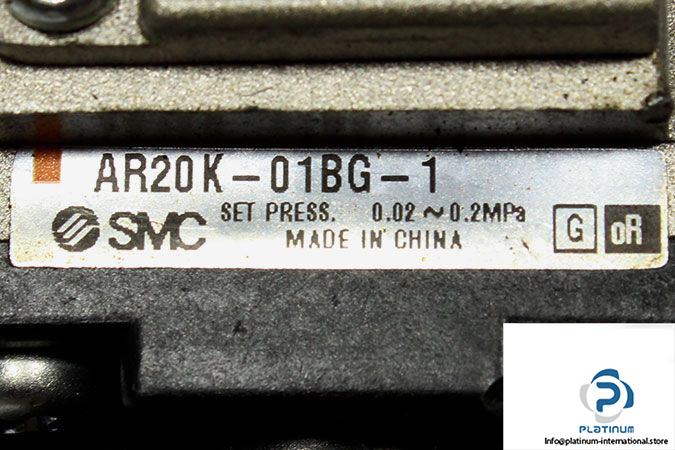 AR20K-01BG-1
SMC SET PRESS. 0.02~0.2MPa G oR
MADE IN CHINA
PLATINUM
Info@platinum-international.store